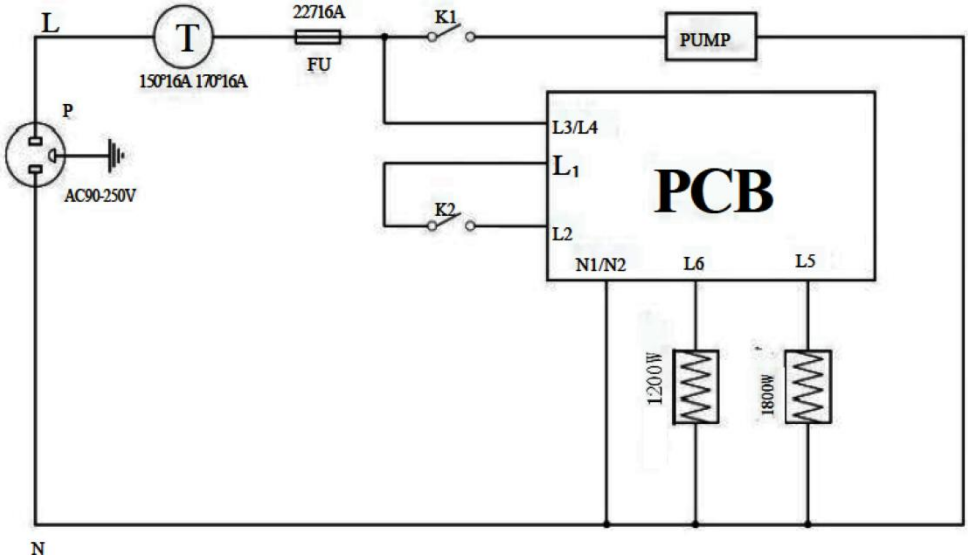 22716A
L
T
K1
PUMP
FU
150°16A 170°16A
P
L3/L4
L1
PCB
AC90-250V
K2
L2
N1/N2
L6
L5
1200W
1800W
N